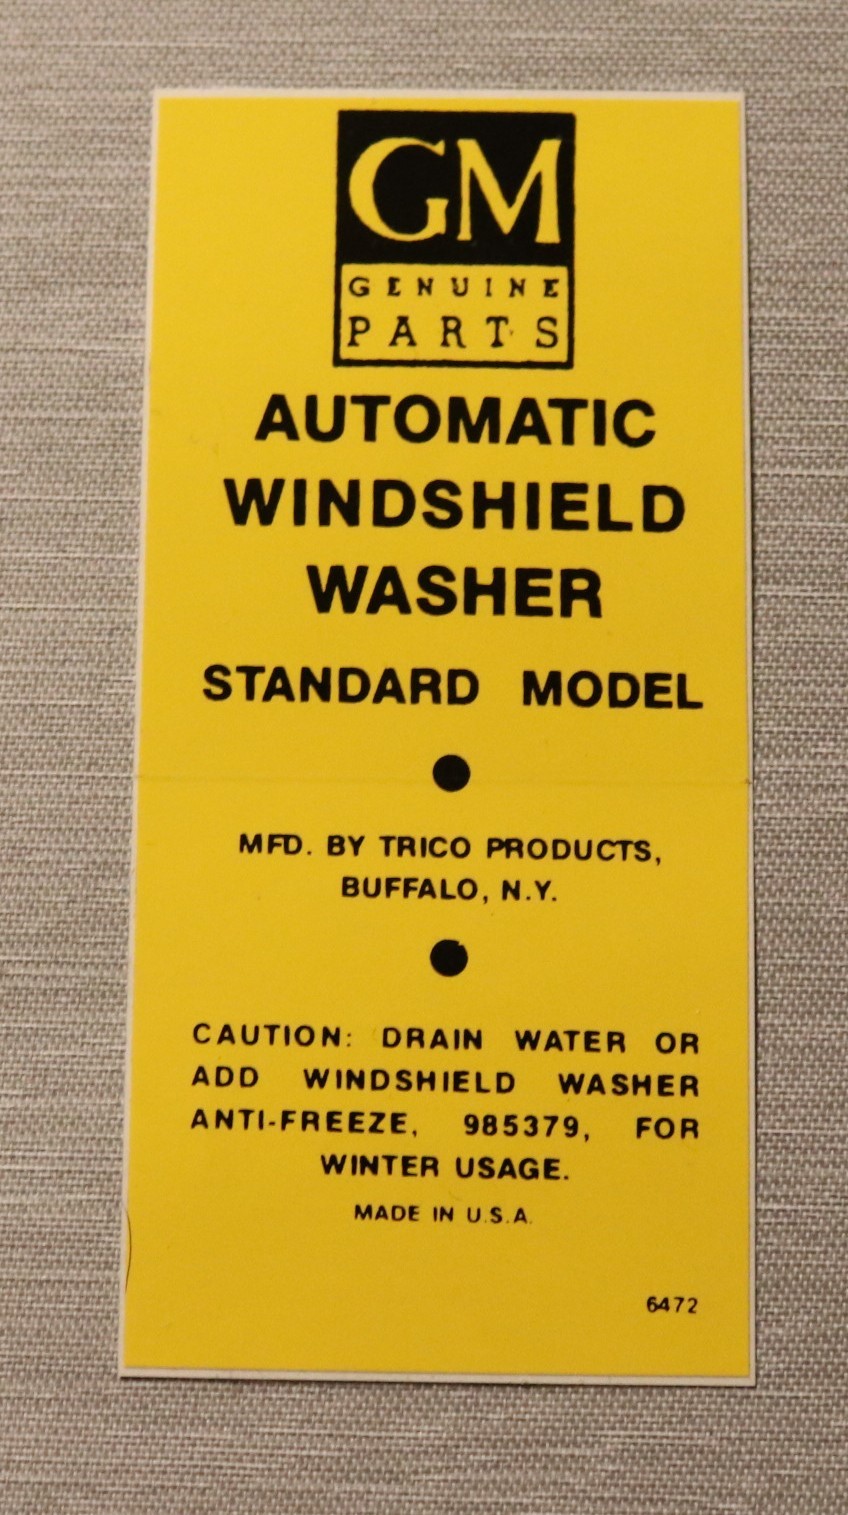 GM
GENUINE
PARTS
AUTOMATIC
WINDSHIELD
WASHER
STANDARD MODEL
MFD. BY TRICO PRODUCTS,
BUFFALO, N.Y.
CAUTION: DRAIN WATER OR
ADD WINDSHIELD WASHER
ANTI-FREEZE, 985379, FOR
WINTER USAGE.
MADE IN U.S.A.
6472